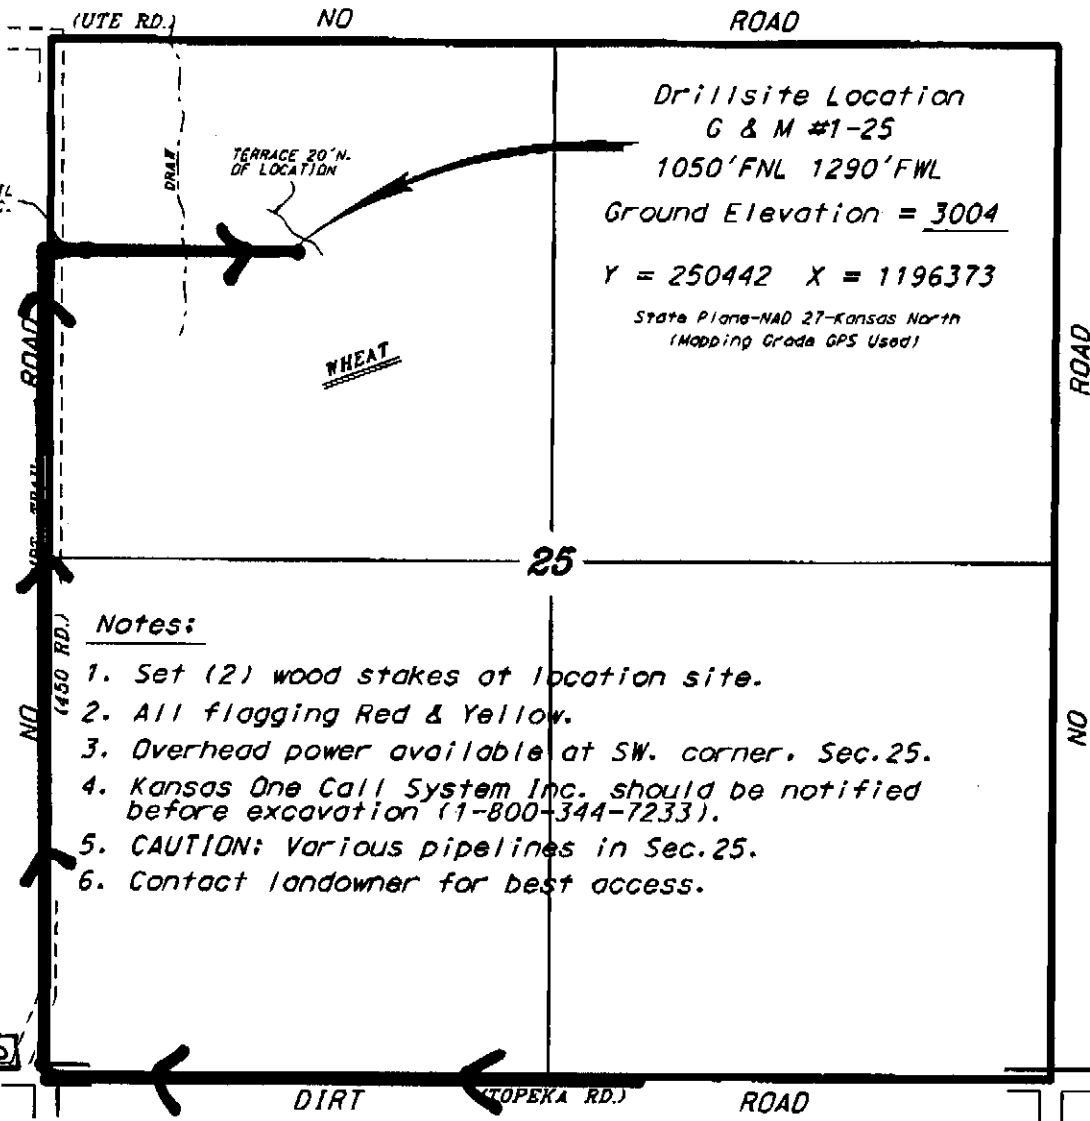 (UTE RD.)
NO
ROAD
Drillsite Location
G & M #1-25
1050'FNL 1290'FWL
Ground Elevation = 3004
Y = 250442 X = 1196373
State Plane-NAD 27-Kansas North
(Mapping Grade GPS Used)
TERRACE 20'N.
OF LOCATION
DRAW
WHEAT
ROAD
ROAD
25
(450 RD.)
NO
NO
Notes:
1. Set (2) wood stakes at location site.
2. All flagging Red & Yellow.
3. Overhead power available at SW. corner. Sec.25.
4. Kansas One Call System Inc. should be notified
before excavation (1-800-344-7233).
5. CAUTION: Various pipelines in Sec.25.
6. Contact landowner for best access.
DIRT
(TOPEKA RD.)
ROAD